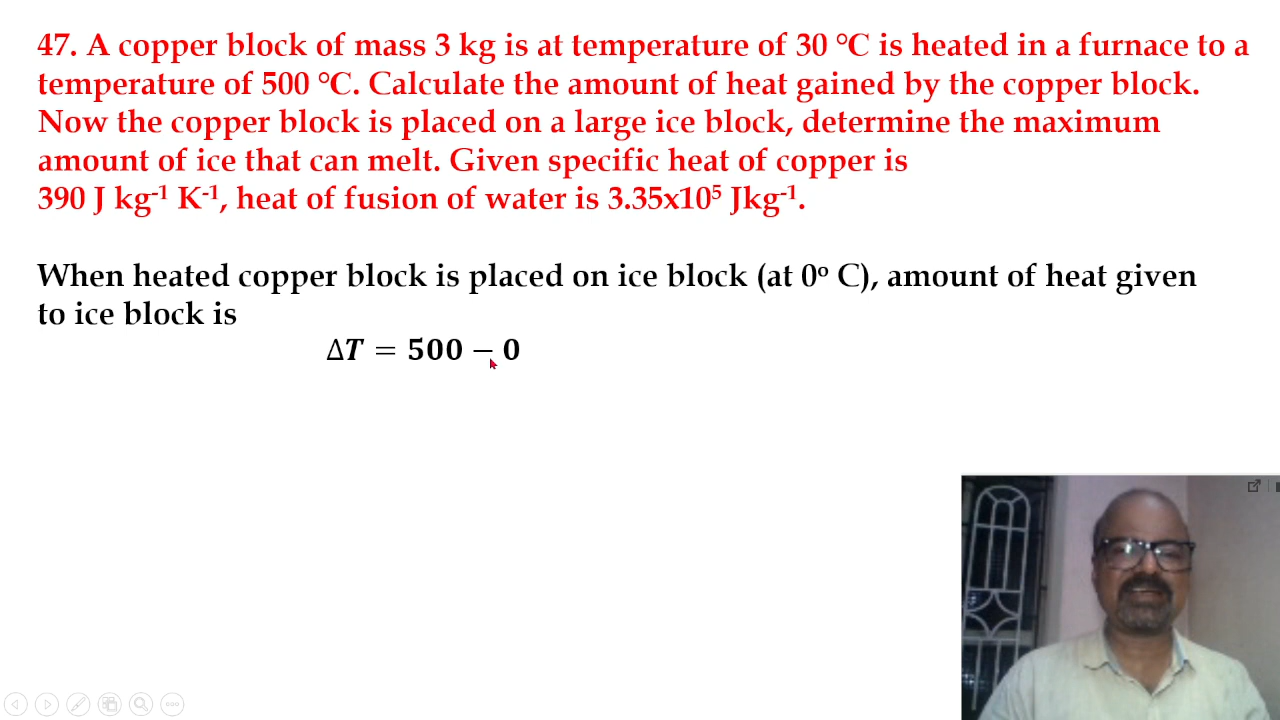 47. A copper block of mass 3 kg is at temperature of 30 °C is heated in a furnace to a
temperature of 500 °C. Calculate the amount of heat gained by the copper block.
Now the copper block is placed on a large ice block, determine the maximum
amount of ice that can melt. Given specific heat of copper is
390 J kg⁻¹ K⁻¹, heat of fusion of water is 3.35x10⁵ Jkg⁻¹.
When heated copper block is placed on ice block (at 0º C), amount of heat given
to ice block is
ΔT = 500 − 0